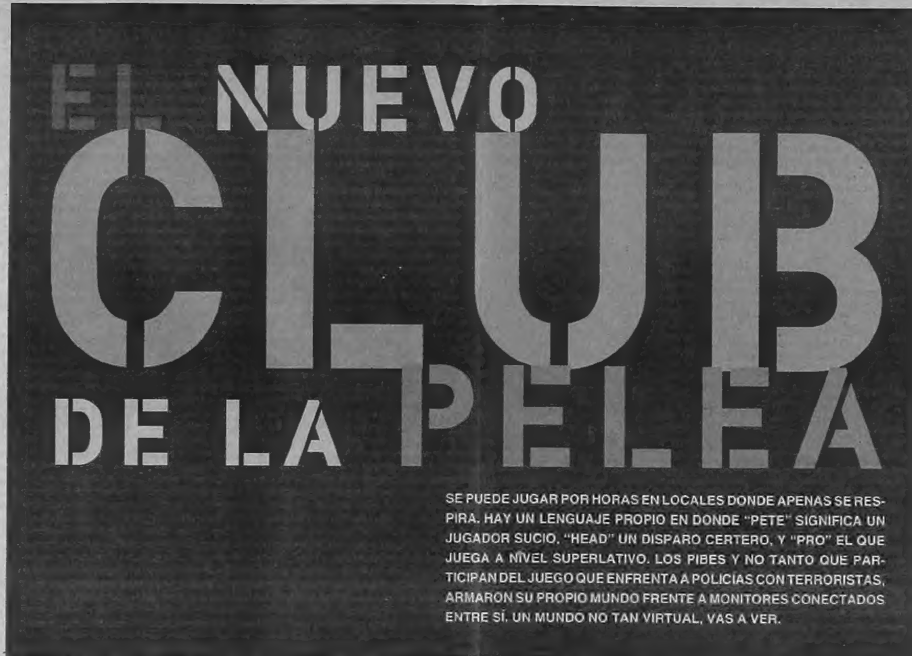 EL NUEVO
CLUB
DE LA PELEA
SE PUEDE JUGAR POR HORAS EN LOCALES DONDE APENAS SE RES-
PIRA. HAY UN LENGUAJE PROPIO EN DONDE "PETE" SIGNIFICA UN
JUGADOR SUCIO, "HEAD" UN DISPARO CERTERO, Y "PRO" EL QUE
JUEGA A NIVEL SUPERLATIVO. LOS PIBES Y NO TANTO QUE PAR-
TICIPAN DEL JUEGO QUE ENFRENTA A POLICIAS CON TERRORISTAS,
ARMARON SU PROPIO MUNDO FRENTE A MONITORES CONECTADOS
ENTRE SÍ. UN MUNDO NO TAN VIRTUAL, VAS A VER.